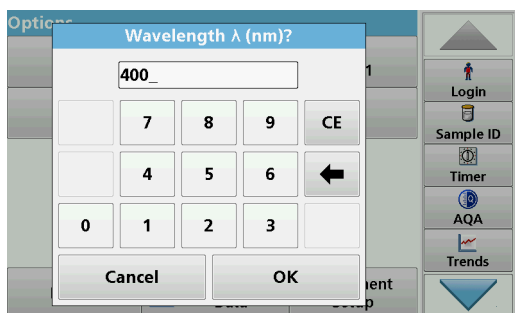 Options
Wavelength λ (nm)?
400_
1
7 8 9 CE
4 5 6
0 1 2 3
Cancel OK
Login
Sample ID
Timer
AQA
Trends